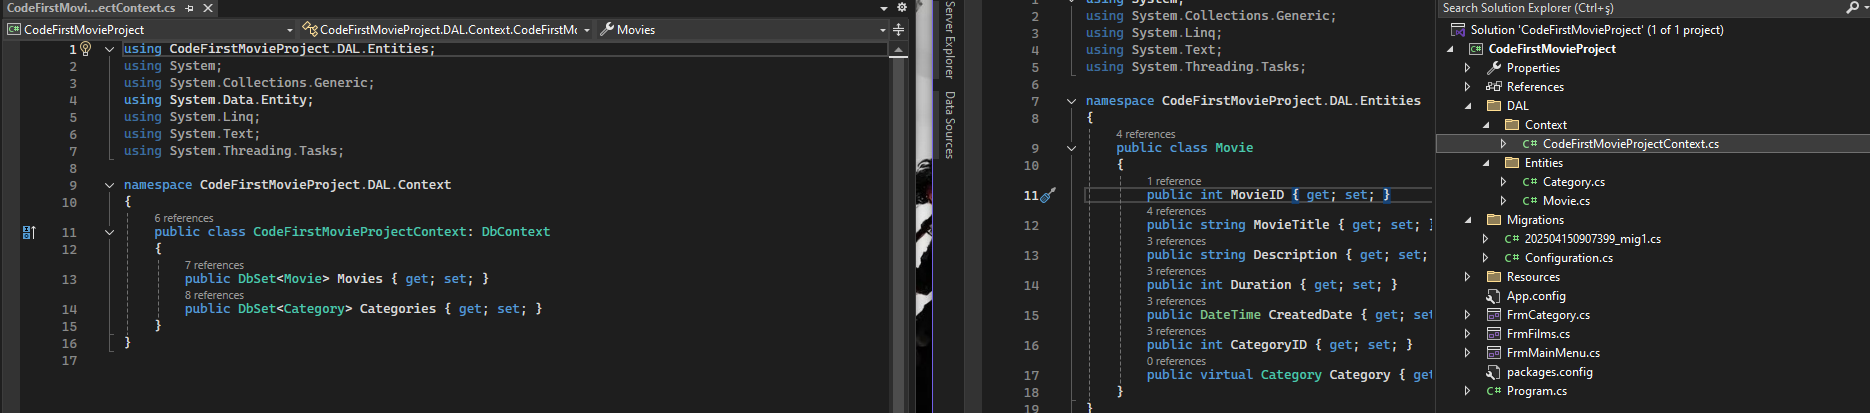 CodeFirstMovi...ectContext.cs
CodeFirstMovieProject
CodeFirstMovieProject.DAL.Context.CodeFirstM
Movies
1 using CodeFirstMovieProject.DAL.Entities;
2 using System;
3 using System.Collections.Generic;
4 using System.Data.Entity;
5 using System.Linq;
6 using System.Text;
7 using System.Threading.Tasks;
8
9 namespace CodeFirstMovieProject.DAL.Context
10 {
6 references
11 public class CodeFirstMovieProjectContext: DbContext
12 {
7 references
13 public DbSet<Movie> Movies { get; set; }
8 references
14 public DbSet<Category> Categories { get; set; }
15 }
16 }
17
Server Explorer
Data Sources
1 using System;
2 using System.Collections.Generic;
3 using System.Linq;
4 using System.Text;
5 using System.Threading.Tasks;
6
7 namespace CodeFirstMovieProject.DAL.Entities
8 {
4 references
9 public class Movie
10 {
1 reference
11 public int MovieID { get; set; }
4 references
12 public string MovieTitle { get; set; }
3 references
13 public string Description { get; set;
3 references
14 public int Duration { get; set; }
3 references
15 public DateTime CreatedDate { get; set
3 references
16 public int CategoryID { get; set; }
0 references
17 public virtual Category Category { get
18 }
19 }
Search Solution Explorer (Ctrl+ş)
Solution 'CodeFirstMovieProject' (1 of 1 project)
C# CodeFirstMovieProject
Properties
References
DAL
Context
C# CodeFirstMovieProjectContext.cs
Entities
C# Category.cs
C# Movie.cs
Migrations
C# 202504150907399_mig1.cs
C# Configuration.cs
Resources
App.config
FrmCategory.cs
FrmFilms.cs
FrmMainMenu.cs
packages.config
C# Program.cs